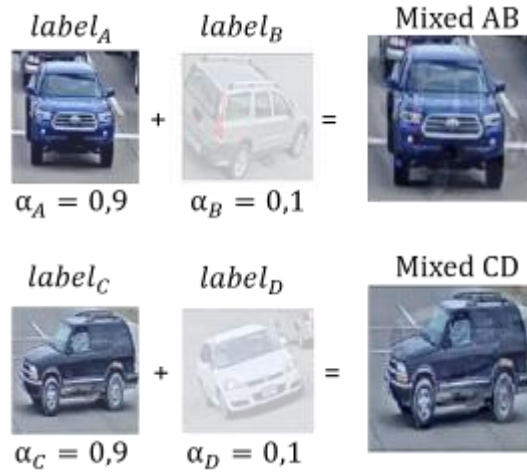 label_A label_B Mixed AB
+ =
α_A = 0,9 α_B = 0,1
label_C label_D Mixed CD
+ =
α_C = 0,9 α_D = 0,1